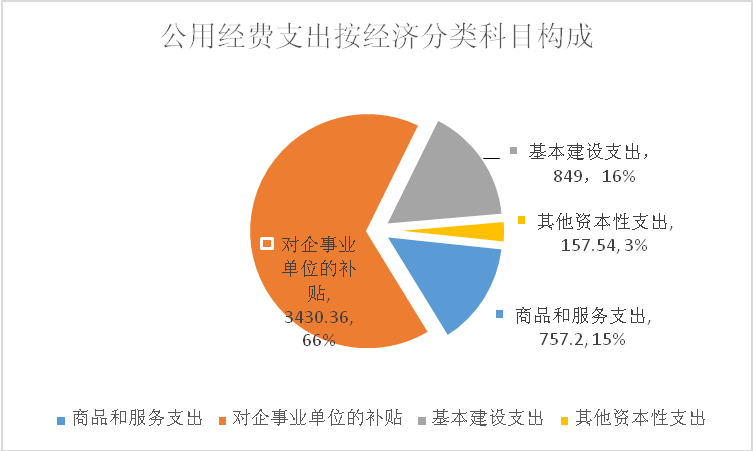 公用经费支出按经济分类科目构成
基本建设支出，
849，16%
其他资本性支出,
157.54, 3%
对企事业
单位的补
贴,
3430.36,
66%
商品和服务支出,
757.2, 15%
商品和服务支出 对企事业单位的补贴 基本建设支出 其他资本性支出